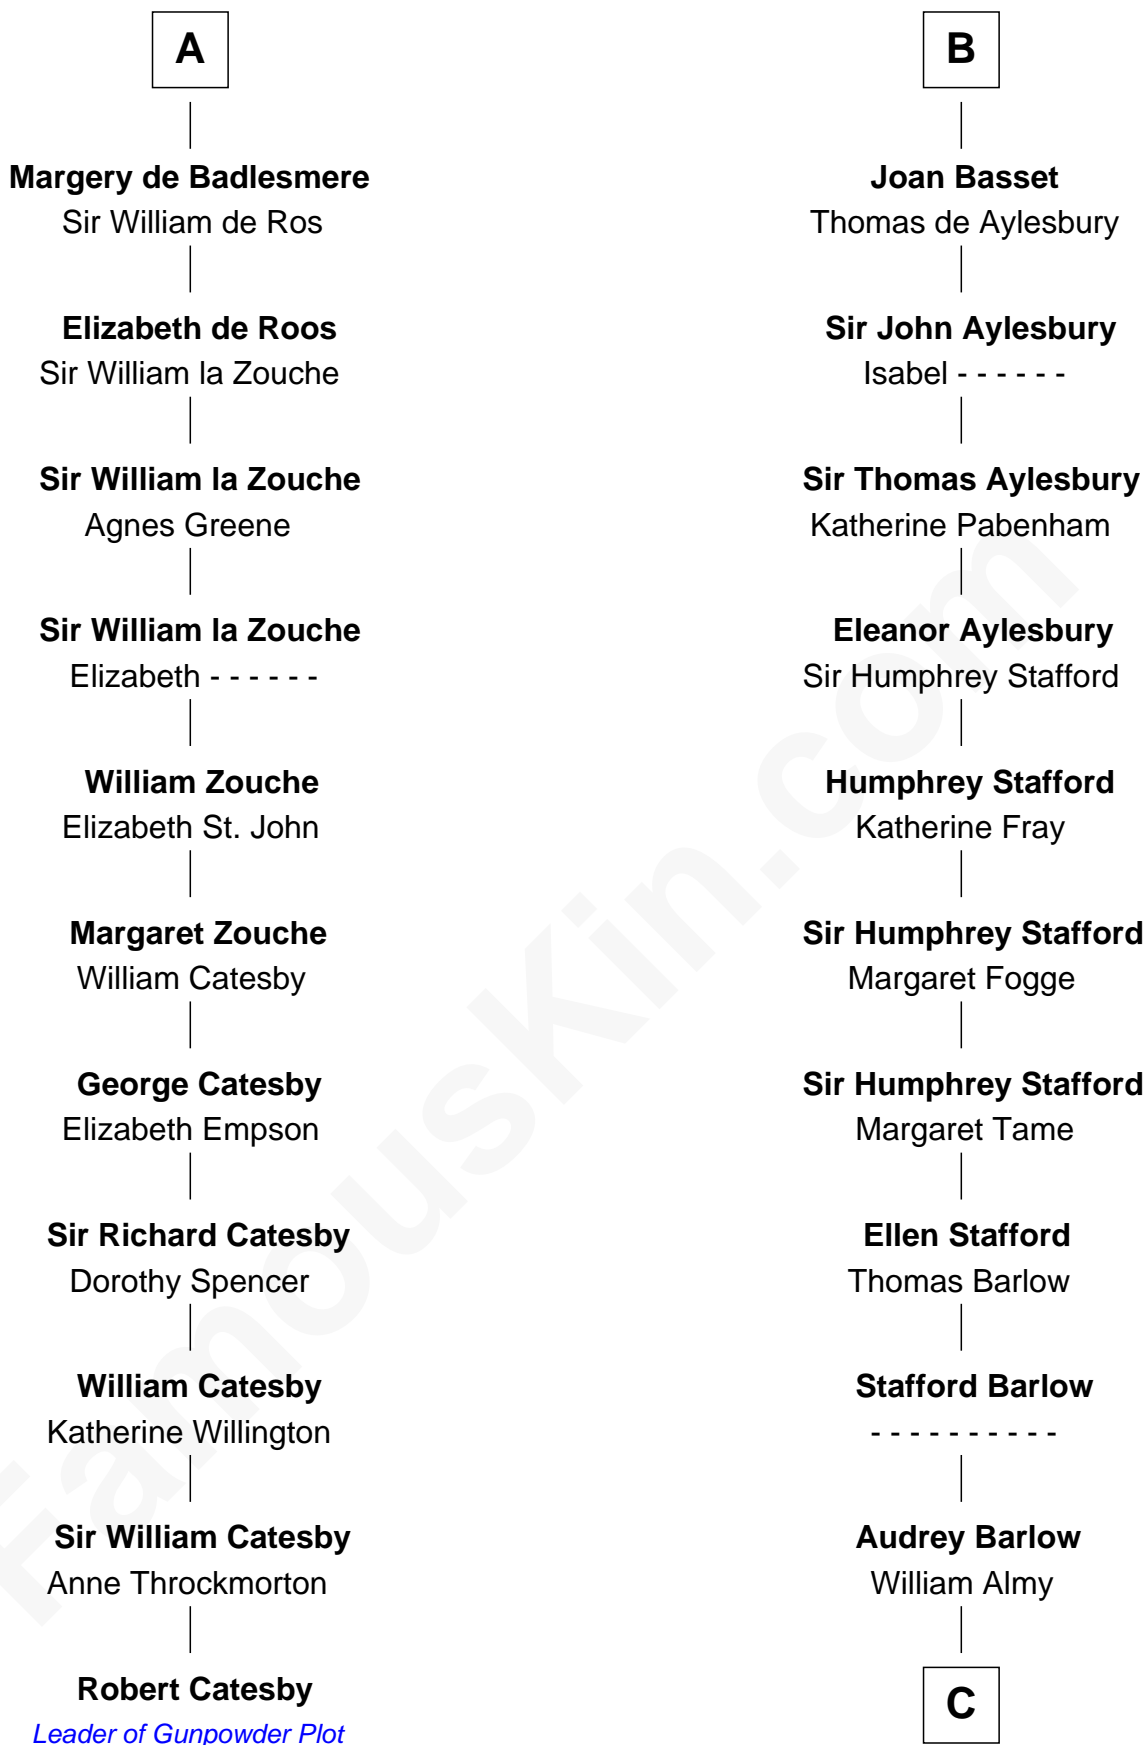 A
Margery de Badlesmere
Sir William de Ros
Elizabeth de Roos
Sir William la Zouche
Sir William la Zouche
Agnes Greene
Sir William la Zouche
Elizabeth - - - - - -
William Zouche
Elizabeth St. John
Margaret Zouche
William Catesby
George Catesby
Elizabeth Empson
Sir Richard Catesby
Dorothy Spencer
William Catesby
Katherine Willington
Sir William Catesby
Anne Throckmorton
Robert Catesby
Leader of Gunpowder Plot
B
Joan Basset
Thomas de Aylesbury
Sir John Aylesbury
Isabel - - - - - -
Sir Thomas Aylesbury
Katherine Pabenham
Eleanor Aylesbury
Sir Humphrey Stafford
Humphrey Stafford
Katherine Fray
Sir Humphrey Stafford
Margaret Fogge
Sir Humphrey Stafford
Margaret Tame
Ellen Stafford
Thomas Barlow
Stafford Barlow
- - - - - - - - - -
Audrey Barlow
William Almy
C
FamousKin.com